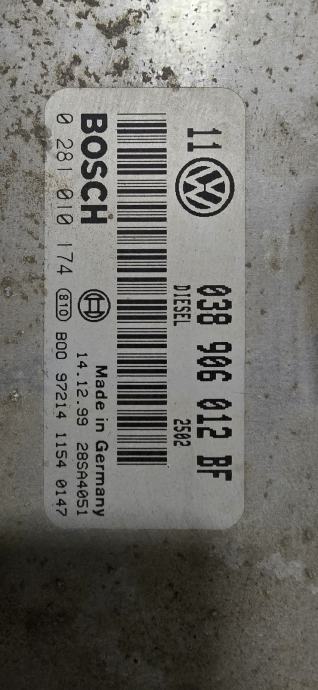 11 038 906 012 BF
DIESEL 2502
BOSCH Made in Germany
14.12.99 28SA4051
0 281 010 174 810 B00 97214 1154 0147